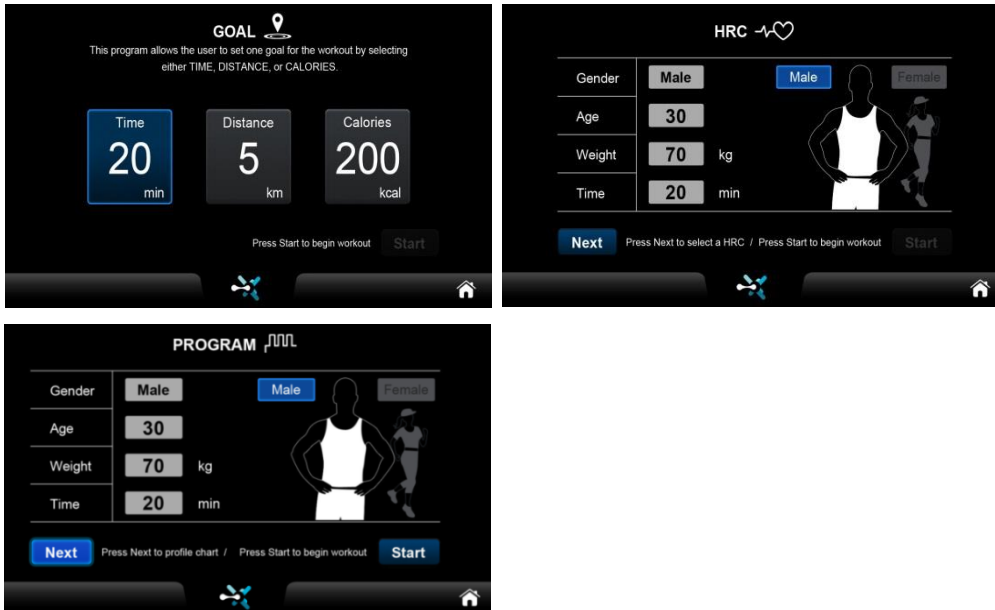 GOAL
This program allows the user to set one goal for the workout by selecting
either TIME, DISTANCE, or CALORIES.
Time
20
min
Distance
5
km
Calories
200
kcal
Press Start to begin workout
Start
HRC
Gender Male
Male Female
Age 30
Weight 70 kg
Time 20 min
Next Press Next to select a HRC / Press Start to begin workout Start
PROGRAM
Gender Male
Male Female
Age 30
Weight 70 kg
Time 20 min
Next Press Next to profile chart / Press Start to begin workout Start